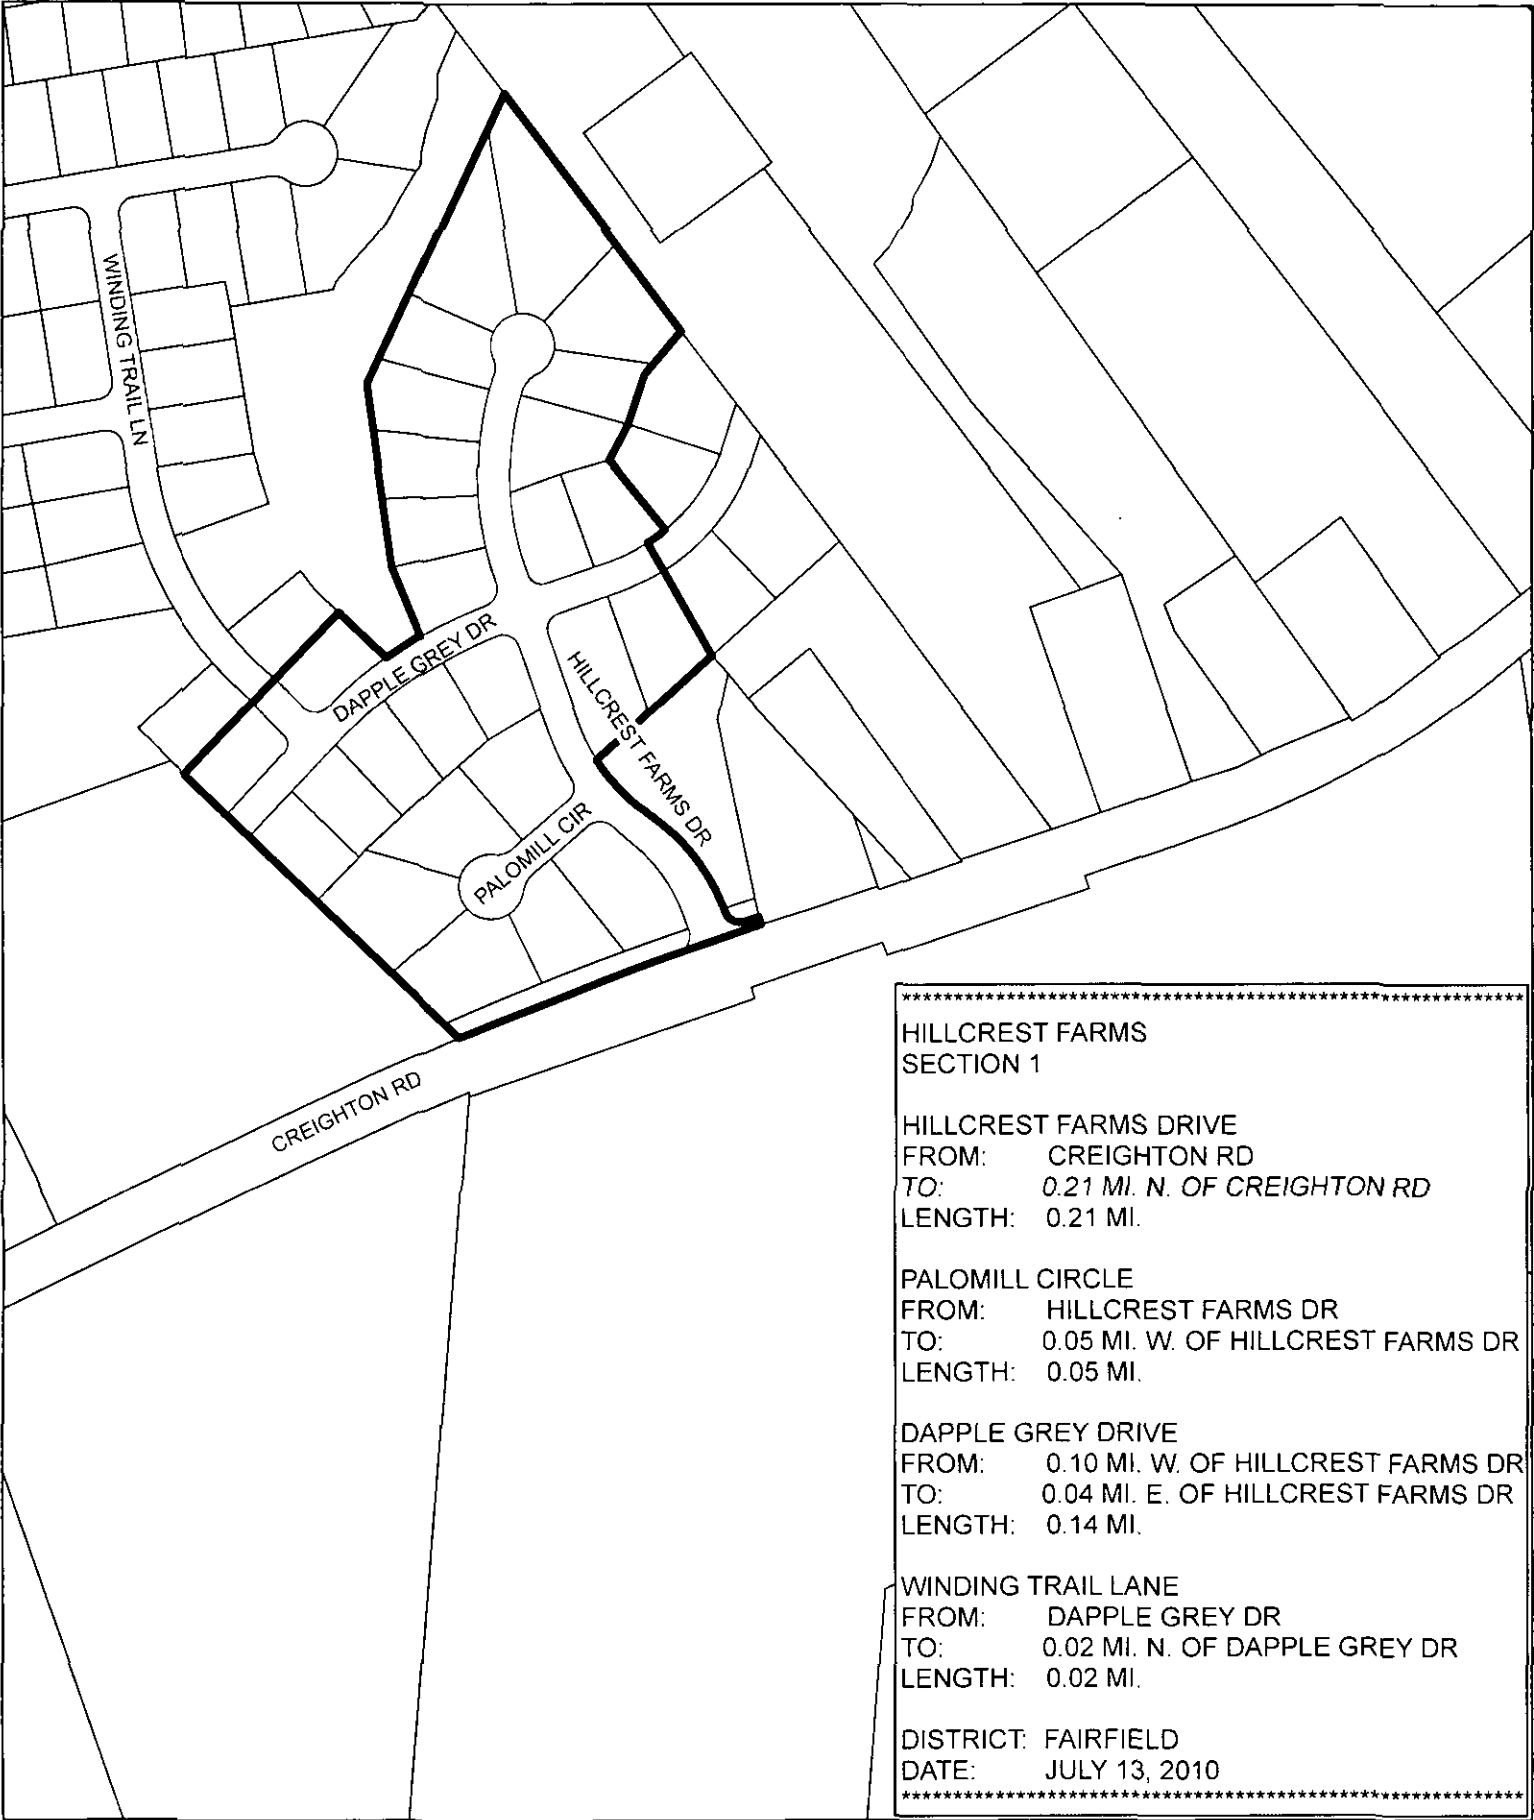 WINDING TRAIL LN
DAPPLE GREY DR
HILLCREST FARMS DR
PALOMILL CIR
CREIGHTON RD
**************************************************************
HILLCREST FARMS
SECTION 1
HILLCREST FARMS DRIVE
FROM: CREIGHTON RD
TO: 0.21 MI. N. OF CREIGHTON RD
LENGTH: 0.21 MI.
PALOMILL CIRCLE
FROM: HILLCREST FARMS DR
TO: 0.05 MI. W. OF HILLCREST FARMS DR
LENGTH: 0.05 MI.
DAPPLE GREY DRIVE
FROM: 0.10 MI. W. OF HILLCREST FARMS DR
TO: 0.04 MI. E. OF HILLCREST FARMS DR
LENGTH: 0.14 MI.
WINDING TRAIL LANE
FROM: DAPPLE GREY DR
TO: 0.02 MI. N. OF DAPPLE GREY DR
LENGTH: 0.02 MI.
DISTRICT: FAIRFIELD
DATE: JULY 13, 2010
**************************************************************